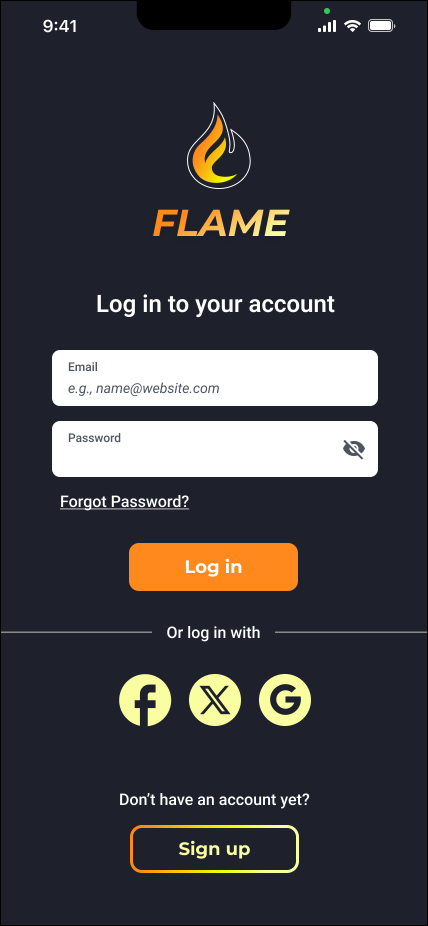 9:41
FLAME
Log in to your account
Email
e.g., name@website.com
Password
Forgot Password?
Log in
Or log in with
Don’t have an account yet?
Sign up